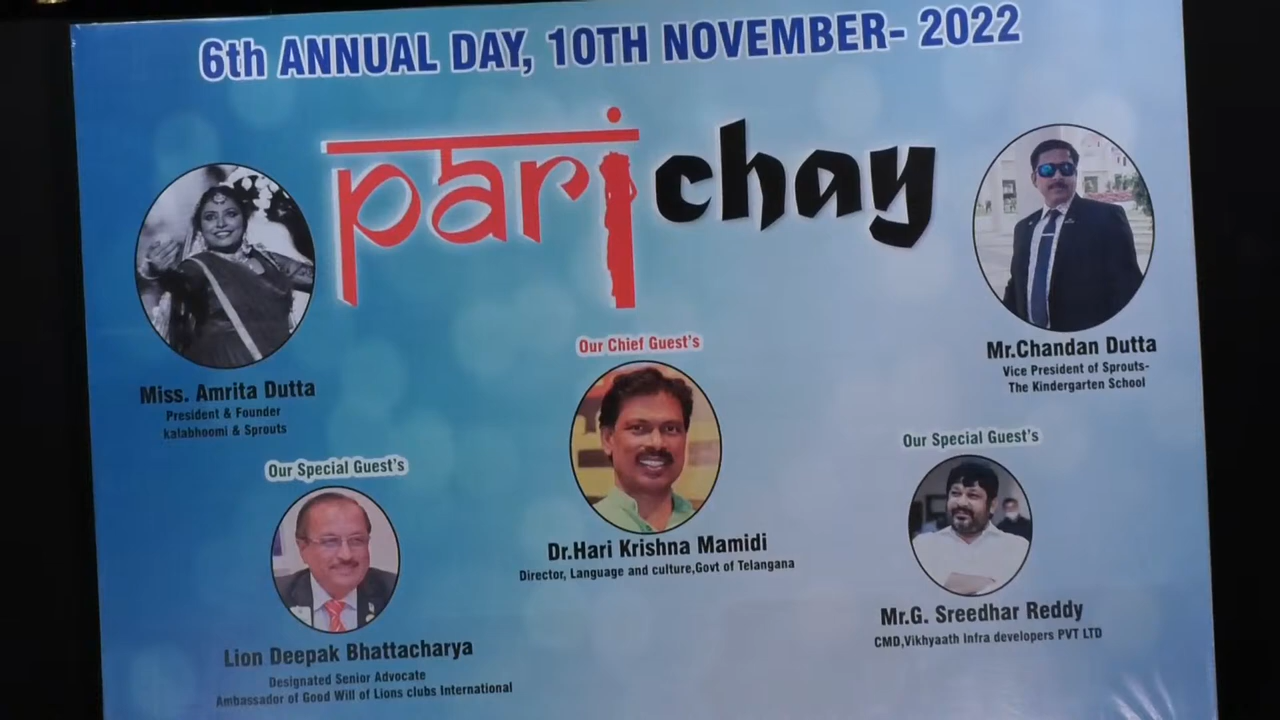 6th ANNUAL DAY, 10TH NOVEMBER- 2022
parichay
Miss. Amrita Dutta
President & Founder
kalabhoomi & Sprouts
Mr.Chandan Dutta
Vice President of Sprouts-
The Kindergarten School
Our Chief Guest's
Dr.Hari Krishna Mamidi
Director, Language and culture,Govt of Telangana
Our Special Guest's
Lion Deepak Bhattacharya
Designated Senior Advocate
Ambassador of Good Will of Lions clubs International
Our Special Guest's
Mr.G. Sreedhar Reddy
CMD,Vikhyaath Infra developers PVT LTD